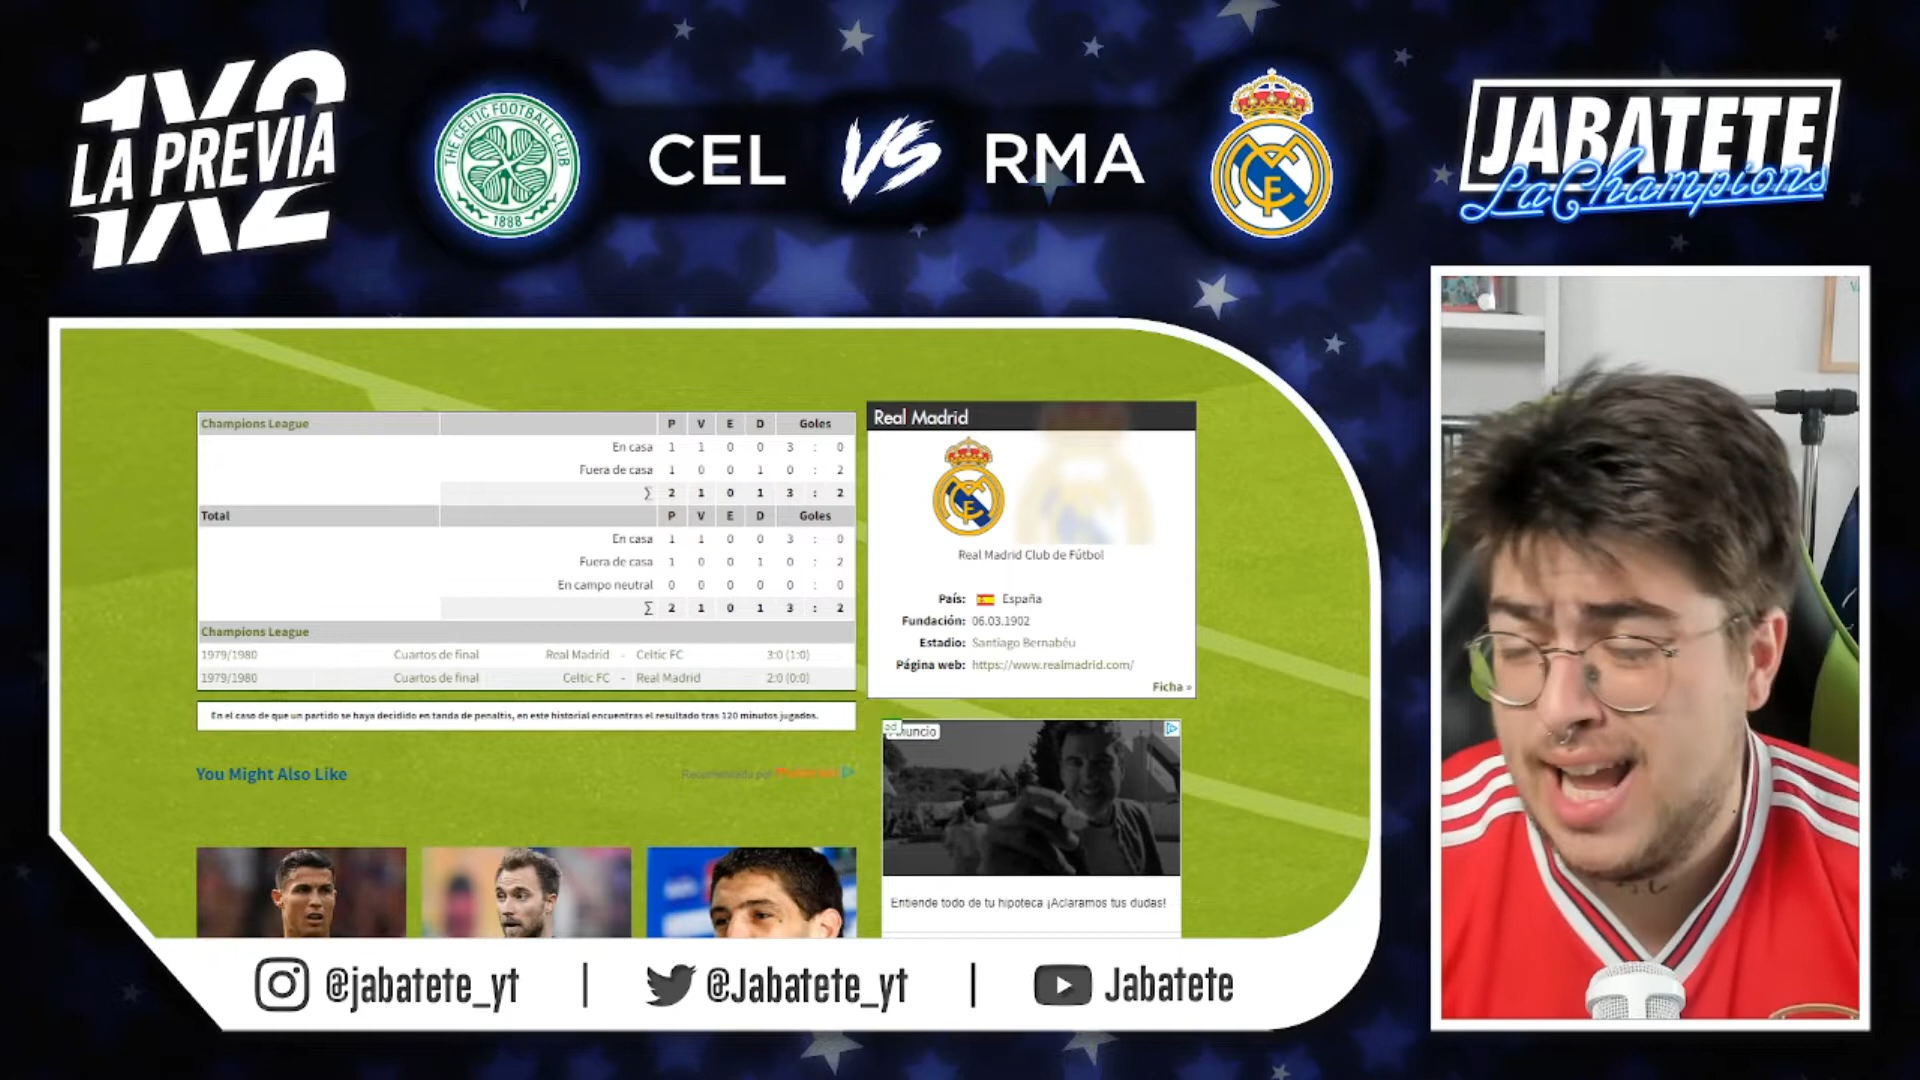 1X2
LA PREVIA
THE CELTIC FOOTBALL CLUB
1888
CEL VS RMA
JABATETE
LaChampions
Champions League P V E D Goles
En casa 1 1 0 0 3 : 0
Fuera de casa 1 0 0 1 0 : 2
∑ 2 1 0 1 3 : 2
Total P V E D Goles
En casa 1 1 0 0 3 : 0
Fuera de casa 1 0 0 1 0 : 2
En campo neutral 0 0 0 0 0 : 0
∑ 2 1 0 1 3 : 2
Champions League
1979/1980 Cuartos de final Real Madrid - Celtic FC 3:0 (1:0)
1979/1980 Cuartos de final Celtic FC - Real Madrid 2:0 (0:0)
En el caso de que un partido se haya decidido en tanda de penaltis, en este historial encuentras el resultado tras 120 minutos jugados.
You Might Also Like
Recomendado por
Real Madrid
Real Madrid Club de Fútbol
País: España
Fundación: 06.03.1902
Estadio: Santiago Bernabéu
Página web: https://www.realmadrid.com/
Ficha »
ad
Entiende todo de tu hipoteca ¡Aclaramos tus dudas!
@jabatete_yt | @Jabatete_yt | Jabatete